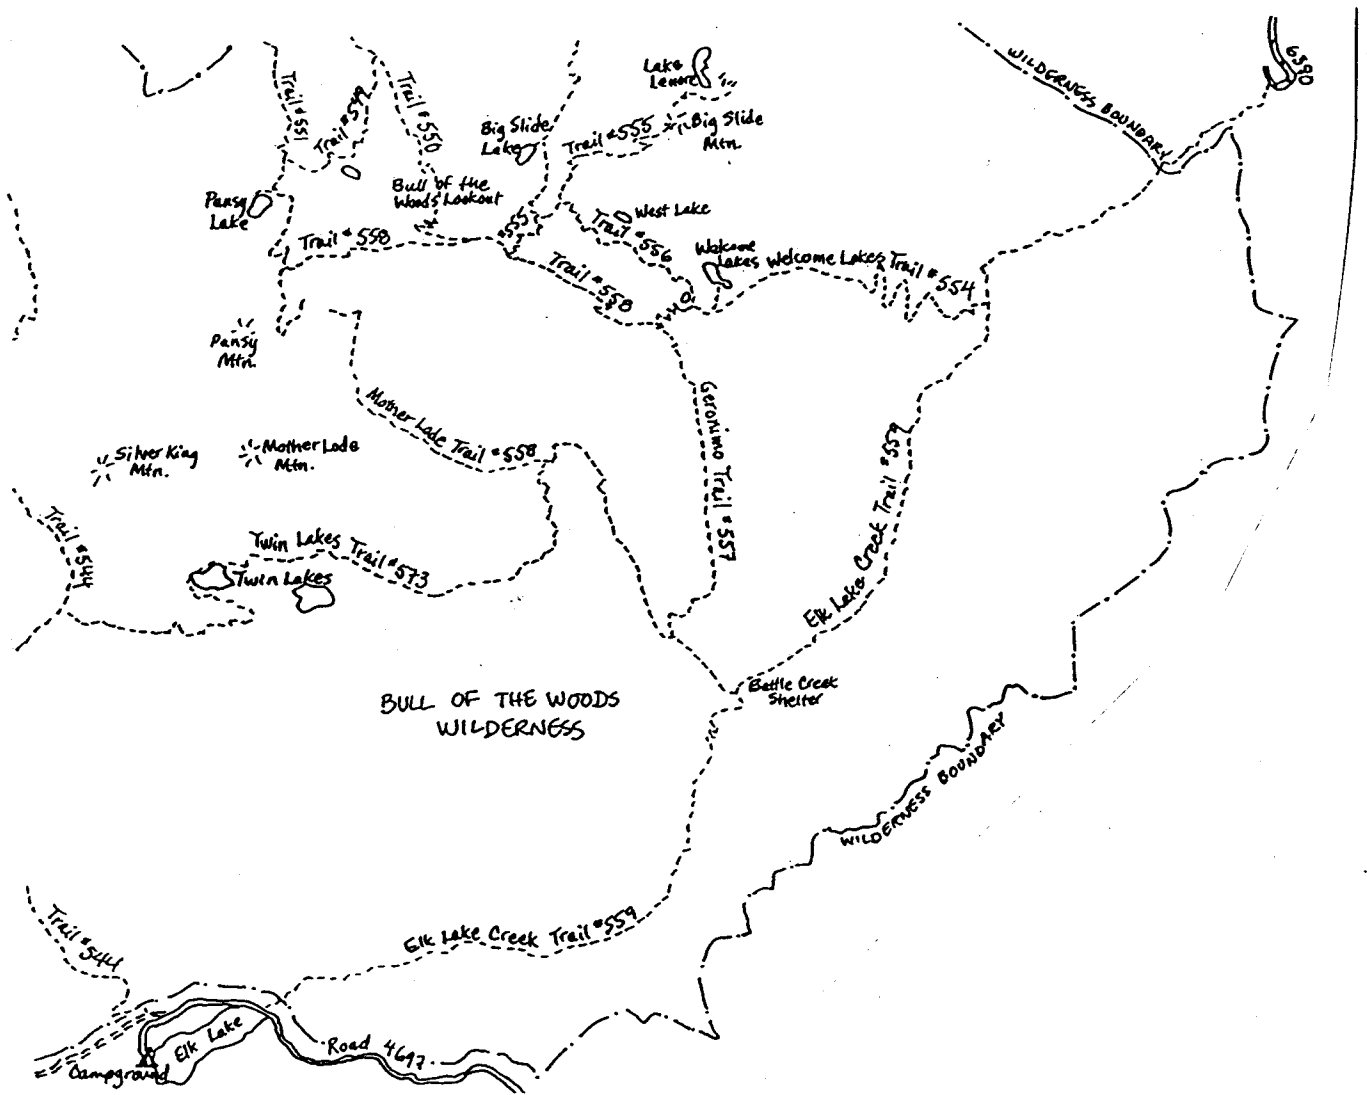 6390
WILDERNESS BOUNDARY
Lake
Lenore
Trail #551
Trail #549
Trail #550
Big Slide
Lake
Trail #555
Big Slide
Mtn.
Bull of the
Woods Lookout
Pansy
Lake
Trail #558
555
West Lake
Trail #556
Welcome
Lakes
Welcome Lakes Trail #554
Trail #558
Pansy
Mtn.
Mother Lode Trail #558
Geronimo Trail #557
Elk Lake Creek Trail #559
Silver King
Mtn.
Mother Lode
Mtn.
Trail #544
Twin Lakes Trail #573
Twin Lakes
BULL OF THE WOODS
WILDERNESS
Battle Creek
Shelter
WILDERNESS BOUNDARY
Trail #544
Elk Lake Creek Trail #559
Elk Lake
Road 4697
Campground